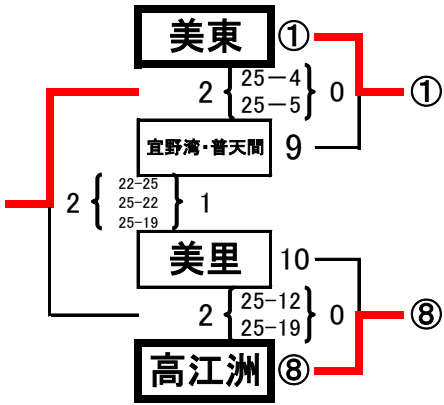 美東 ①
2 { 25-4 25-5 } 0 ①
宜野湾・普天間 9
2 { 22-25 25-22 25-19 } 1
美里 10
2 { 25-12 25-19 } 0 ⑧
高江洲 ⑧